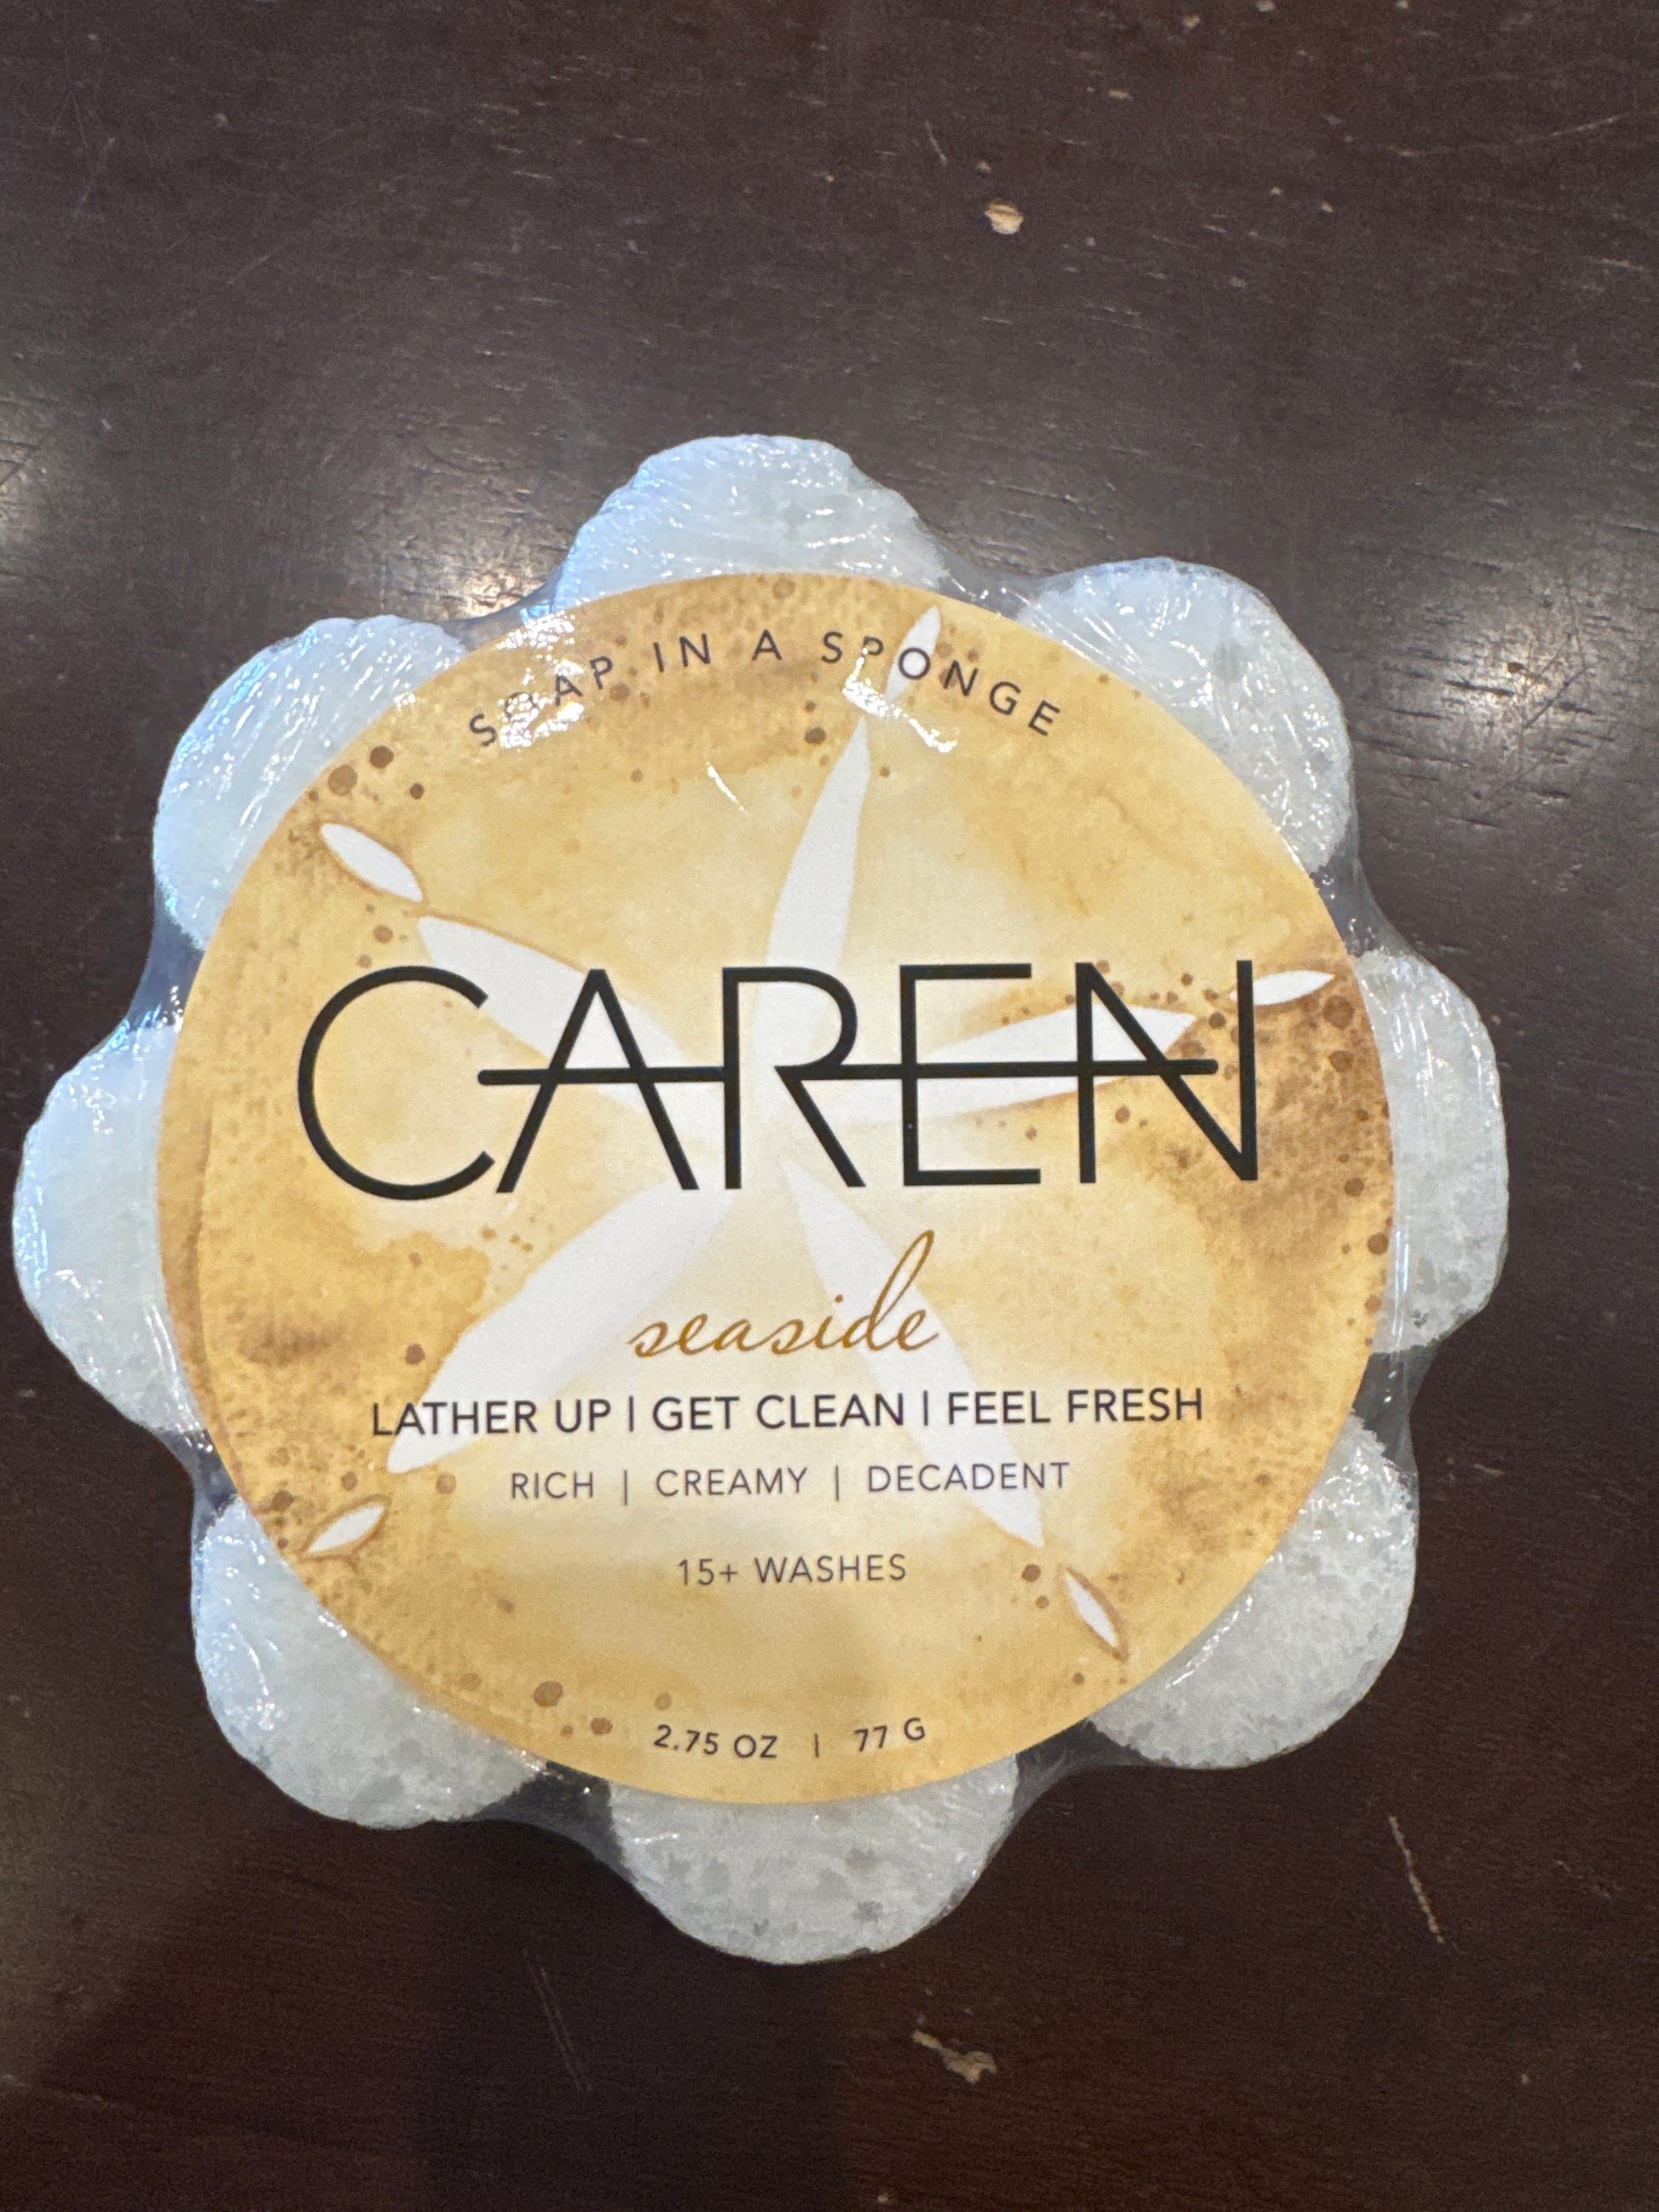 SOAP IN A SPONGE
CAREN
seaside
LATHER UP | GET CLEAN | FEEL FRESH
RICH | CREAMY | DECADENT
15+ WASHES
2.75 OZ | 77 G